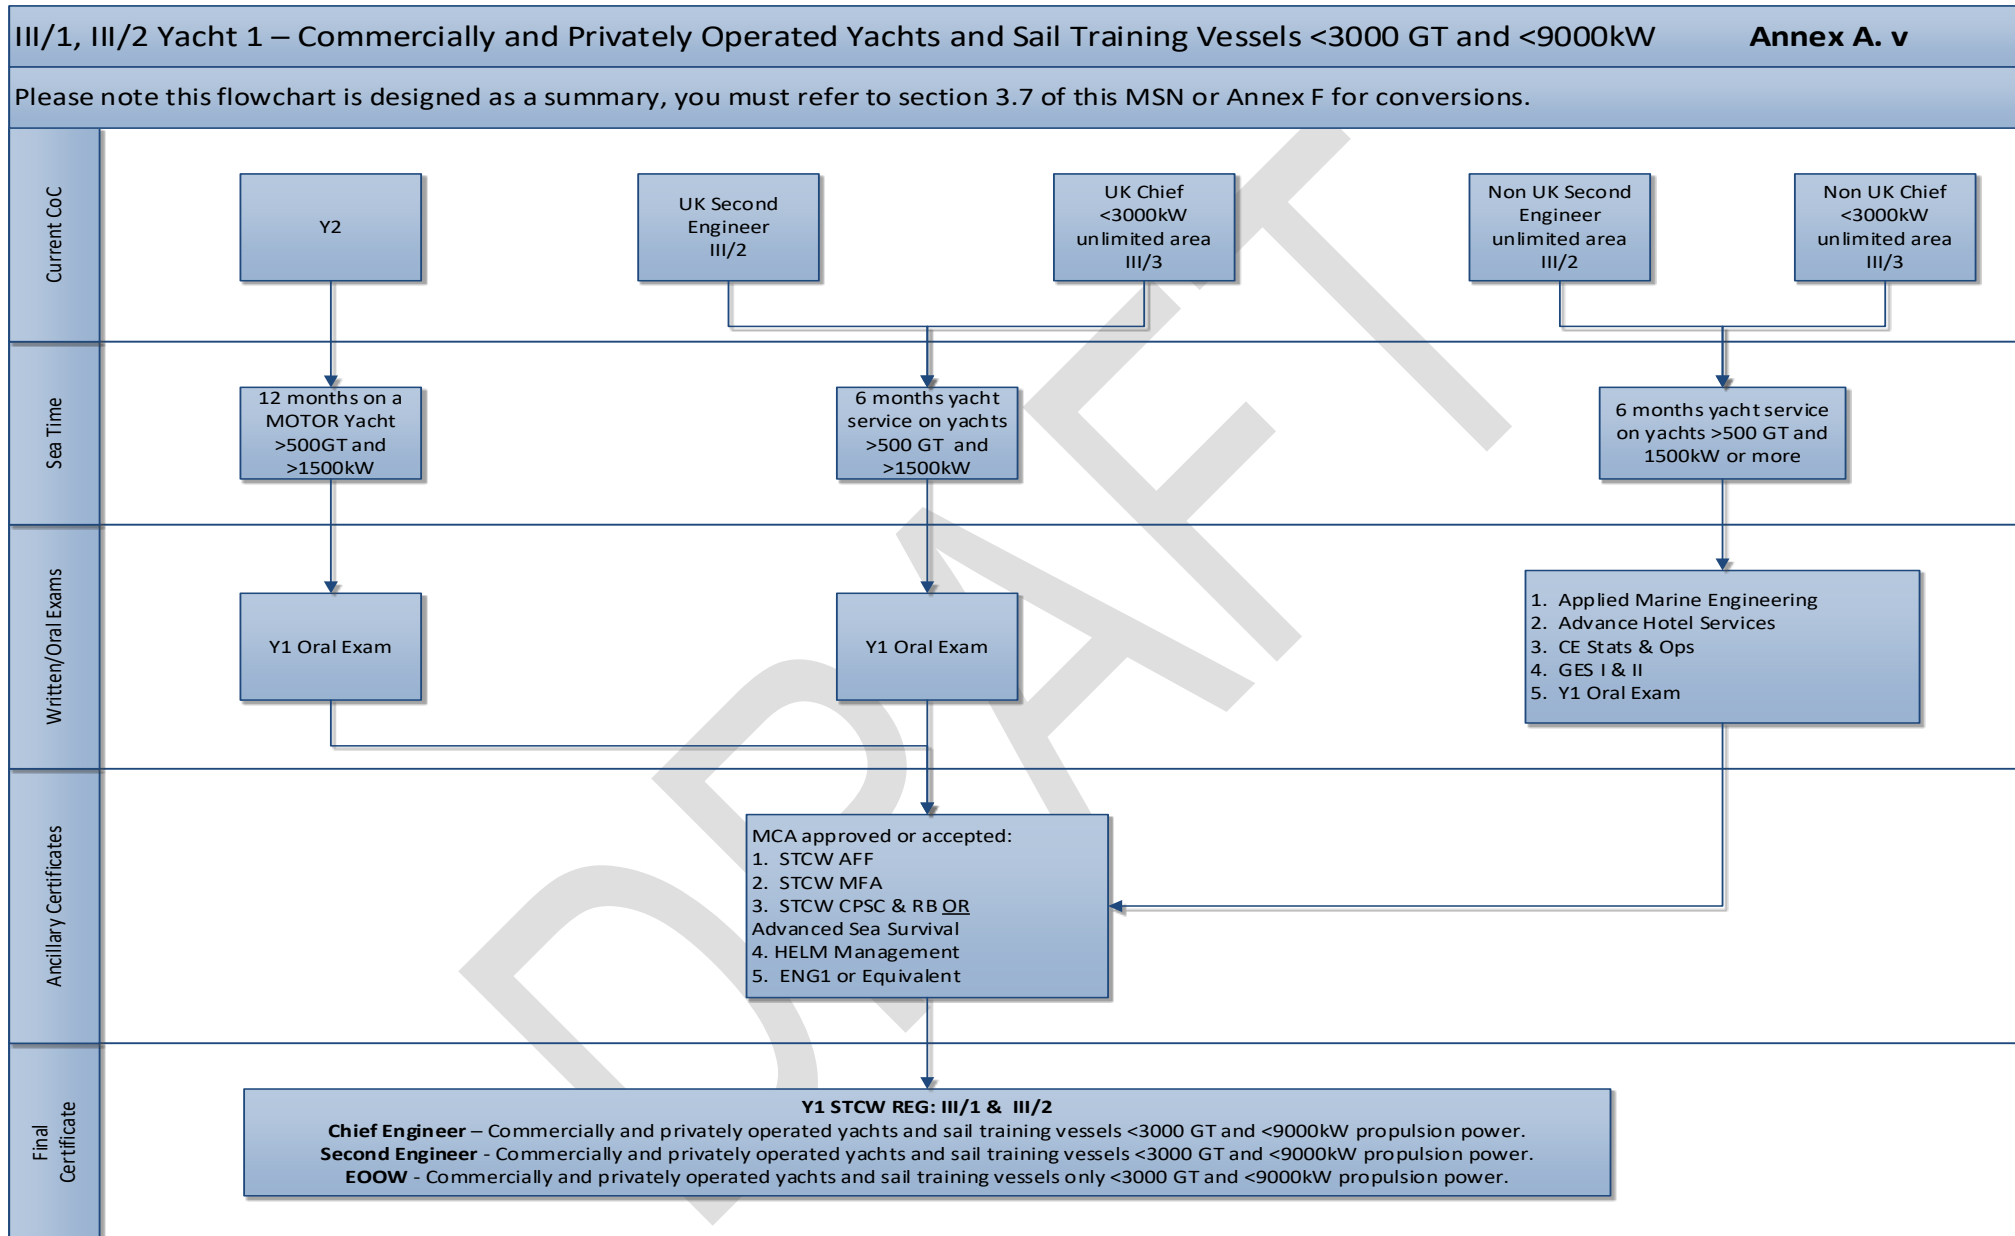 III/1, III/2 Yacht 1 – Commercially and Privately Operated Yachts and Sail Training Vessels <3000 GT and <9000kW Annex A. v
Please note this flowchart is designed as a summary, you must refer to section 3.7 of this MSN or Annex F for conversions.
DRAFT
Current CoC
Y2
UK Second
Engineer
III/2
UK Chief
<3000kW
unlimited area
III/3
Non UK Second
Engineer
unlimited area
III/2
Non UK Chief
<3000kW
unlimited area
III/3
Sea Time
12 months on a
MOTOR Yacht
>500GT and
>1500kW
6 months yacht
service on yachts
>500 GT and
>1500kW
6 months yacht service
on yachts >500 GT and
1500kW or more
Written/Oral Exams
Y1 Oral Exam
Y1 Oral Exam
1. Applied Marine Engineering
2. Advance Hotel Services
3. CE Stats & Ops
4. GES I & II
5. Y1 Oral Exam
Ancillary Certificates
MCA approved or accepted:
1. STCW AFF
2. STCW MFA
3. STCW CPSC & RB OR
Advanced Sea Survival
4. HELM Management
5. ENG1 or Equivalent
Final
Certificate
Y1 STCW REG: III/1 & III/2
Chief Engineer – Commercially and privately operated yachts and sail training vessels <3000 GT and <9000kW propulsion power.
Second Engineer - Commercially and privately operated yachts and sail training vessels <3000 GT and <9000kW propulsion power.
EOOW - Commercially and privately operated yachts and sail training vessels only <3000 GT and <9000kW propulsion power.